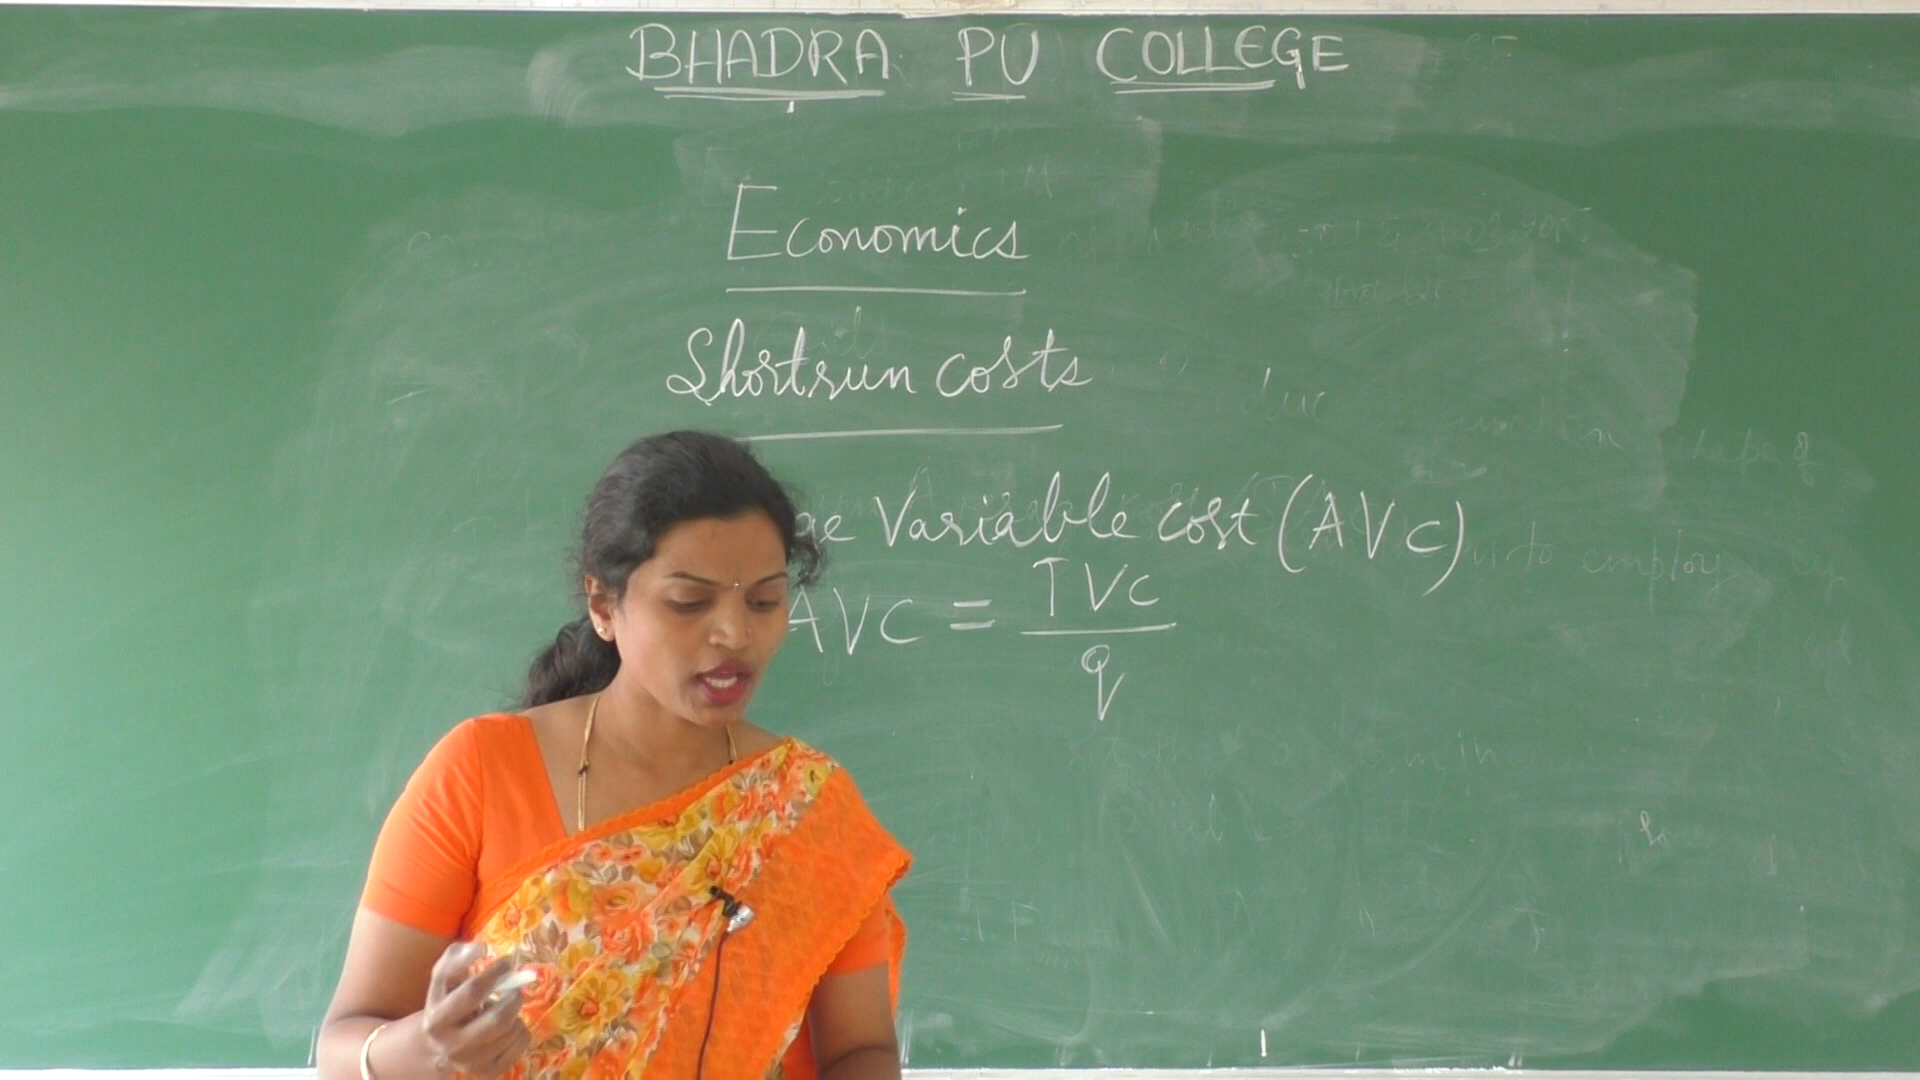 BHADRA PU COLLEGE
Economics
Shortrun costs
ge Variable cost (AVC)
AVC = TVC
q